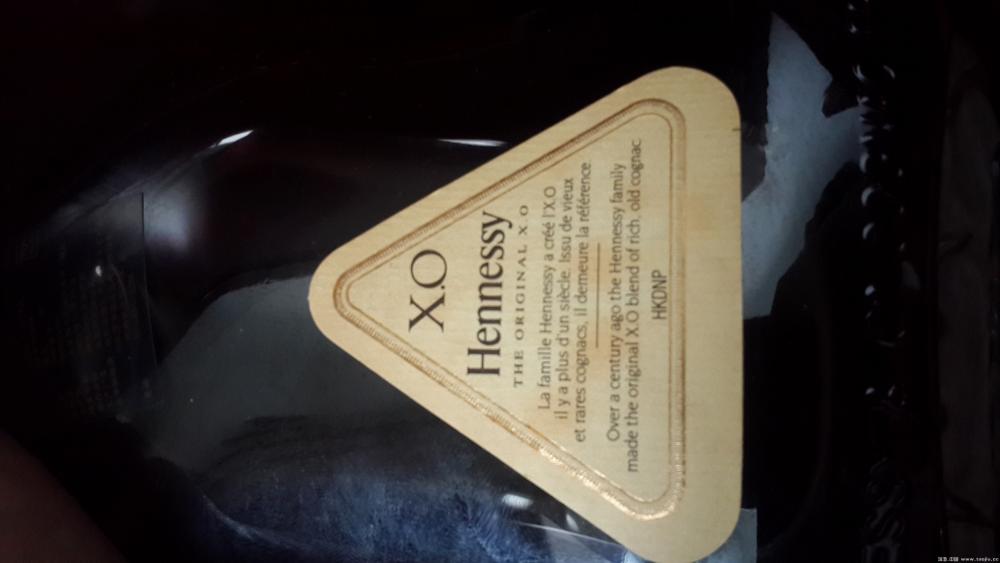 X.O
Hennessy
THE ORIGINAL X.O
La famille Hennessy a créé l'X.O
il y a plus d'un siècle. Issu de vieux
et rares cognacs, il demeure la référence
Over a century ago the Hennessy family
made the original X.O blend of rich, old cognac
HKDNP